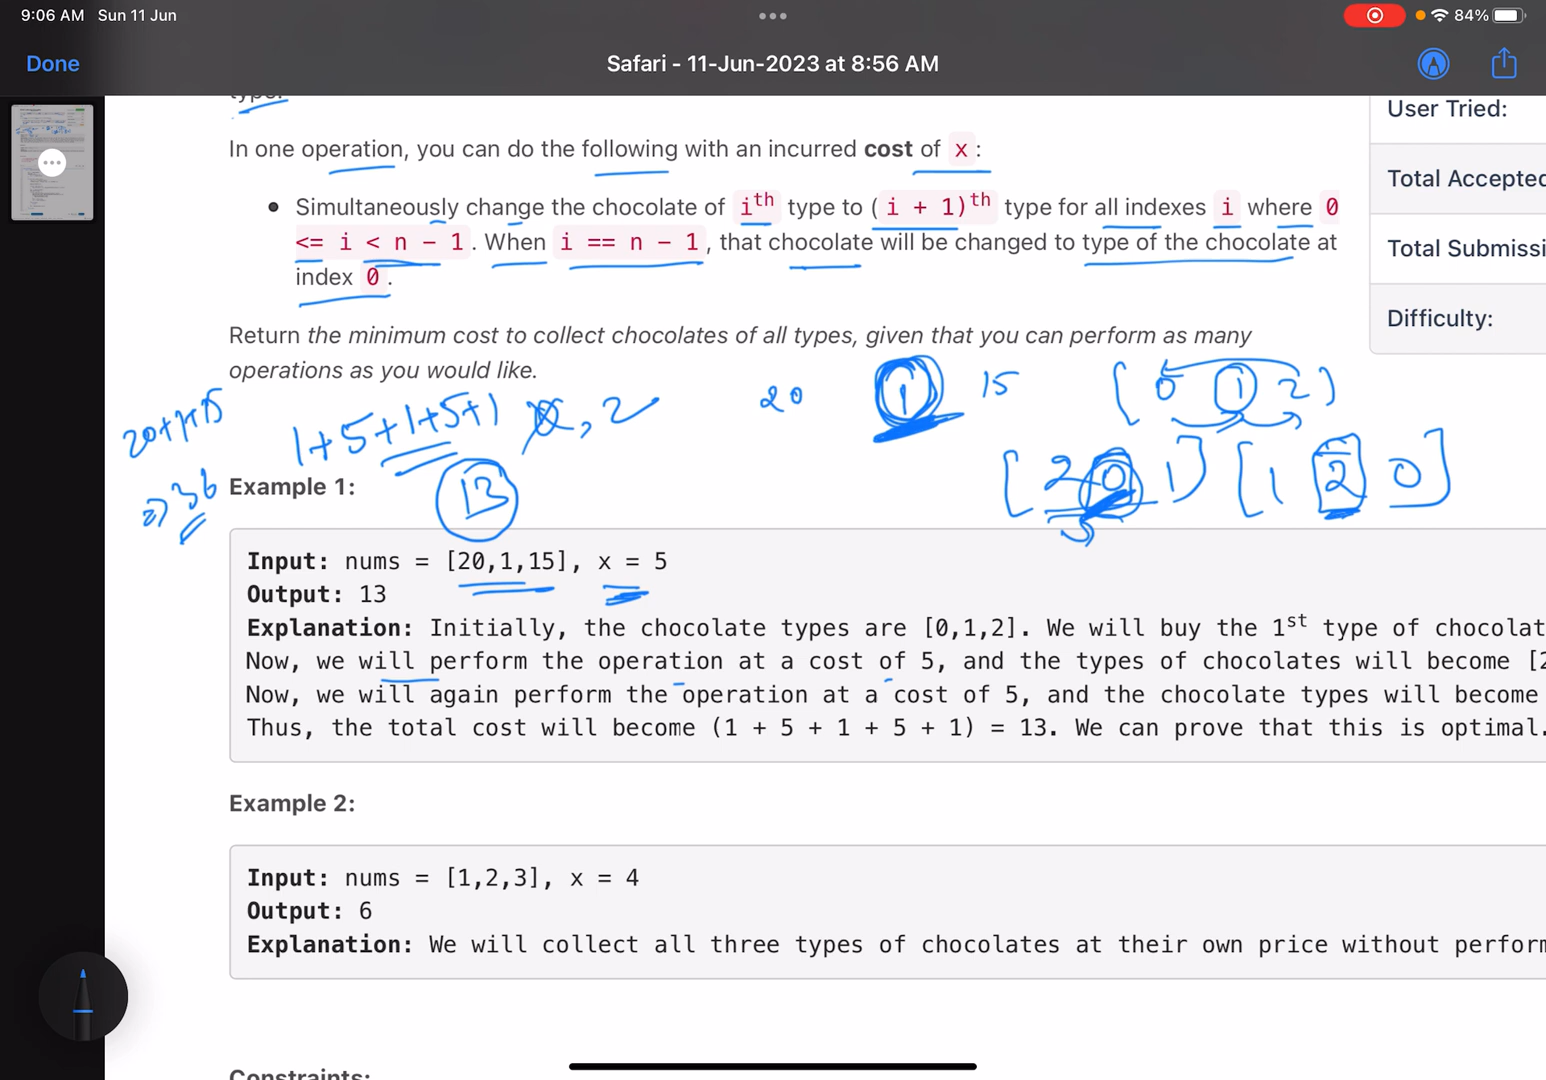 9:06 AM Sun 11 Jun
84%
Done
Safari - 11-Jun-2023 at 8:56 AM
type.
In one operation, you can do the following with an incurred cost of x:
• Simultaneously change the chocolate of iᵗʰ type to (i + 1)ᵗʰ type for all indexes i where 0
<= i < n - 1. When i == n - 1, that chocolate will be changed to type of the chocolate at
index 0.
Return the minimum cost to collect chocolates of all types, given that you can perform as many
operations as you would like.
User Tried:
Total Accepted
Total Submissi
Difficulty:
20 1 15
[0 1 2]
20+1+15
⇒ 36
1+5+1+5+1
, 2
13
[2 0 1] [1 2 0]
5
Example 1:
Input: nums = [20,1,15], x = 5
Output: 13
Explanation: Initially, the chocolate types are [0,1,2]. We will buy the 1ˢᵗ type of chocolat
Now, we will perform the operation at a cost of 5, and the types of chocolates will become [2
Now, we will again perform the operation at a cost of 5, and the chocolate types will become
Thus, the total cost will become (1 + 5 + 1 + 5 + 1) = 13. We can prove that this is optimal.
Example 2:
Input: nums = [1,2,3], x = 4
Output: 6
Explanation: We will collect all three types of chocolates at their own price without perform
Constraints: